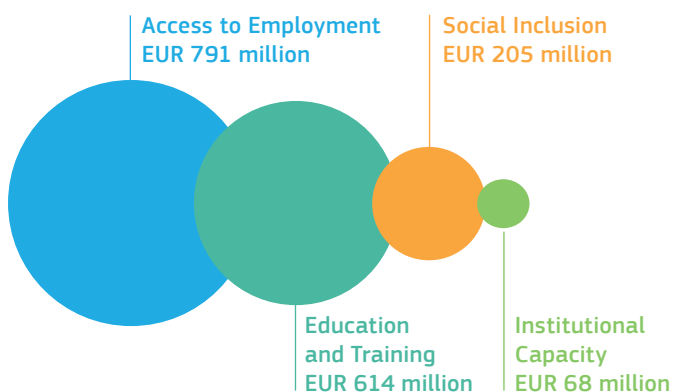 Access to Employment
EUR 791 million
Social Inclusion
EUR 205 million
Education
and Training
EUR 614 million
Institutional
Capacity
EUR 68 million